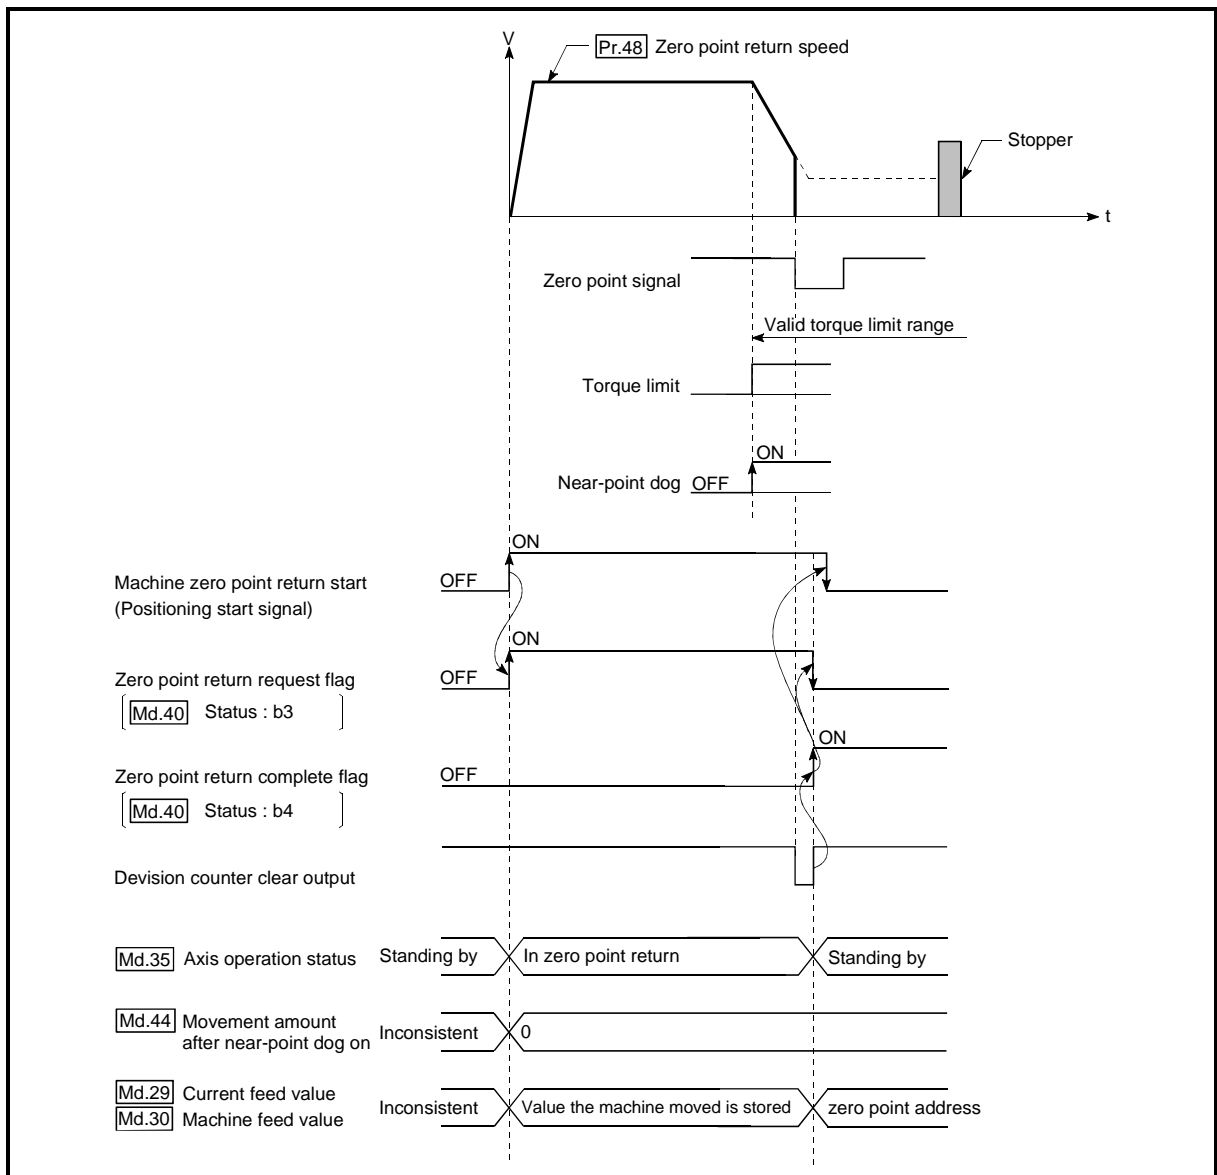 V
Pr.48 Zero point return speed
Stopper
t
Zero point signal
Valid torque limit range
Torque limit
ON
Near-point dog OFF
ON
Machine zero point return start OFF
(Positioning start signal)
ON
Zero point return request flag OFF
Md.40 Status : b3
ON
Zero point return complete flag OFF
Md.40 Status : b4
Devision counter clear output
Md.35 Axis operation status Standing by In zero point return Standing by
Md.44 Movement amount
after near-point dog on Inconsistent 0
Md.29 Current feed value
Md.30 Machine feed value Inconsistent Value the machine moved is stored zero point address